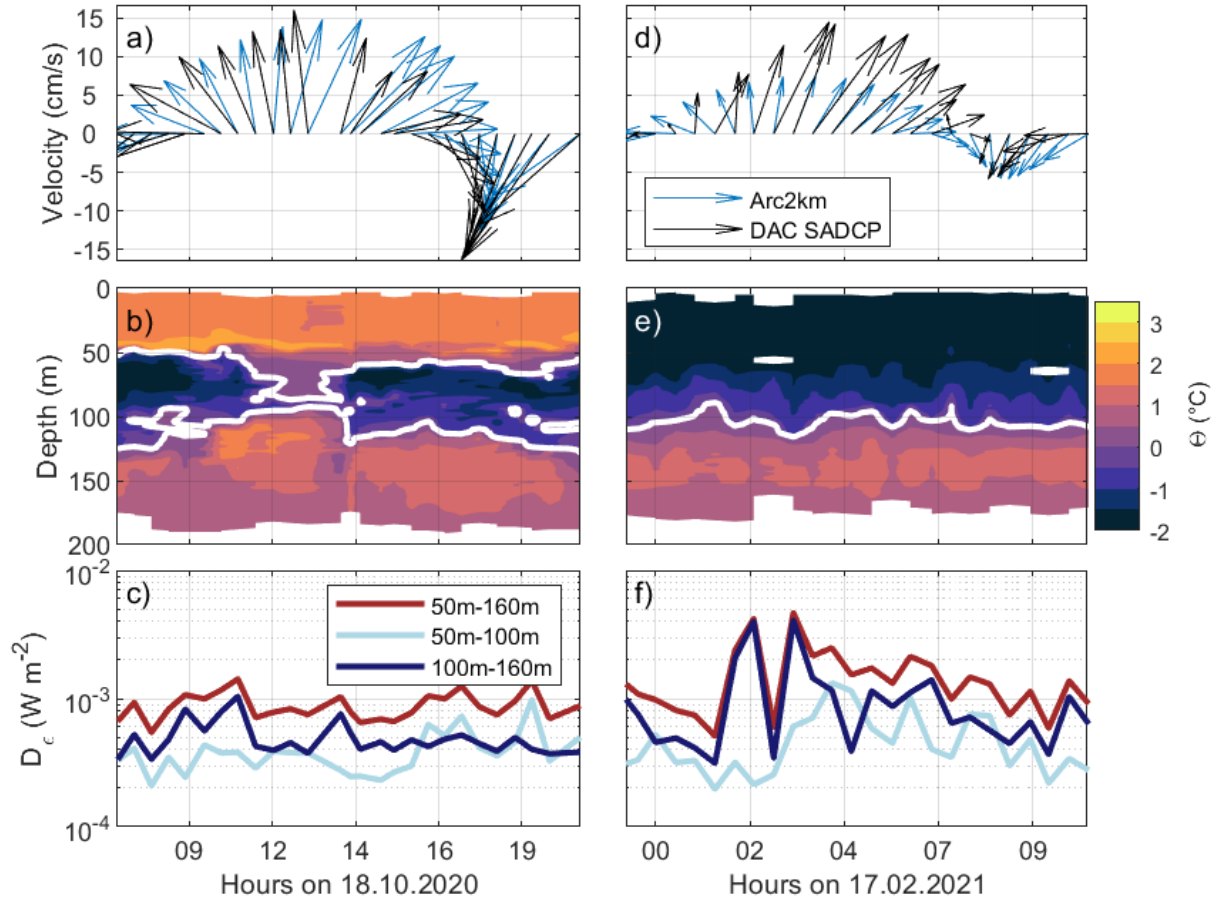 a)
15
10
5
0
-5
-10
-15
Velocity (cm/s)
d)
Arc2km
DAC SADCP
b)
0
50
100
150
200
Depth (m)
e)
3
2
1
0
-1
-2
Θ (°C)
c)
50m-160m
50m-100m
100m-160m
10-2
10-3
10-4
Dε (W m-2)
09 12 14 16 19
Hours on 18.10.2020
f)
00 02 04 07 09
Hours on 17.02.2021